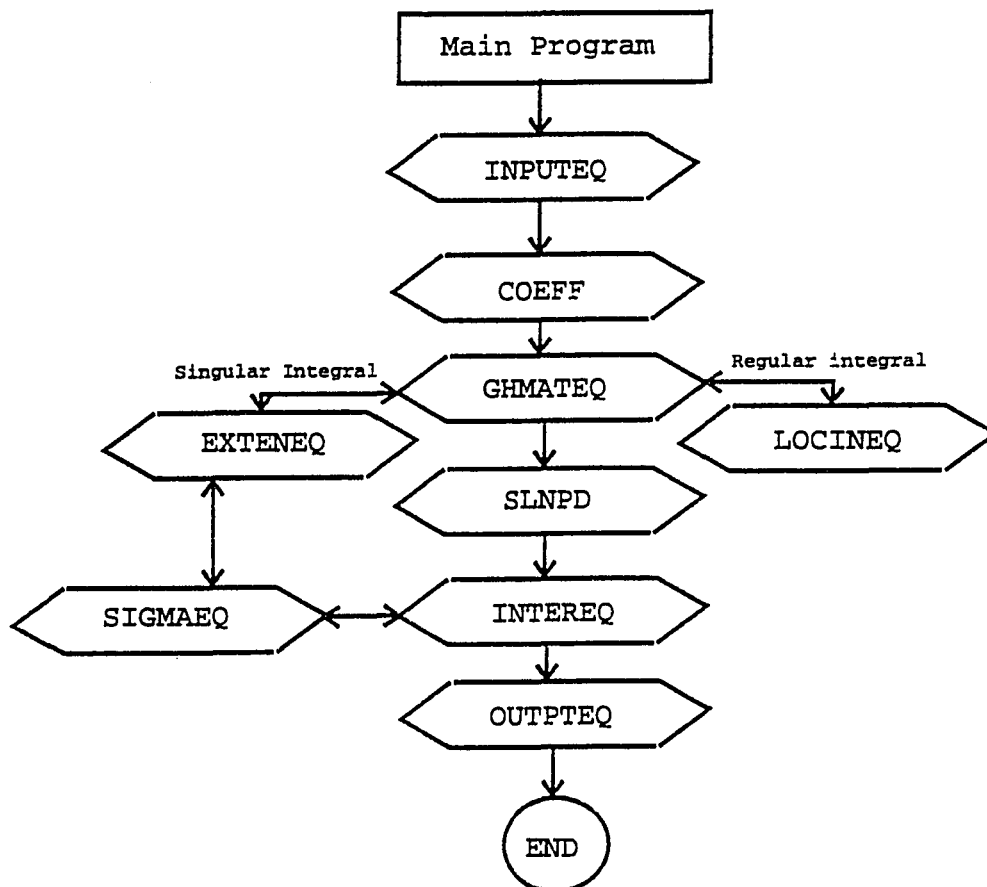 Main Program
INPUTEQ
COEFF
Singular Integral
GHMATEQ
Regular integral
EXTENEQ
LOCINEQ
SLNPD
SIGMAEQ
INTEREQ
OUTPTEQ
END